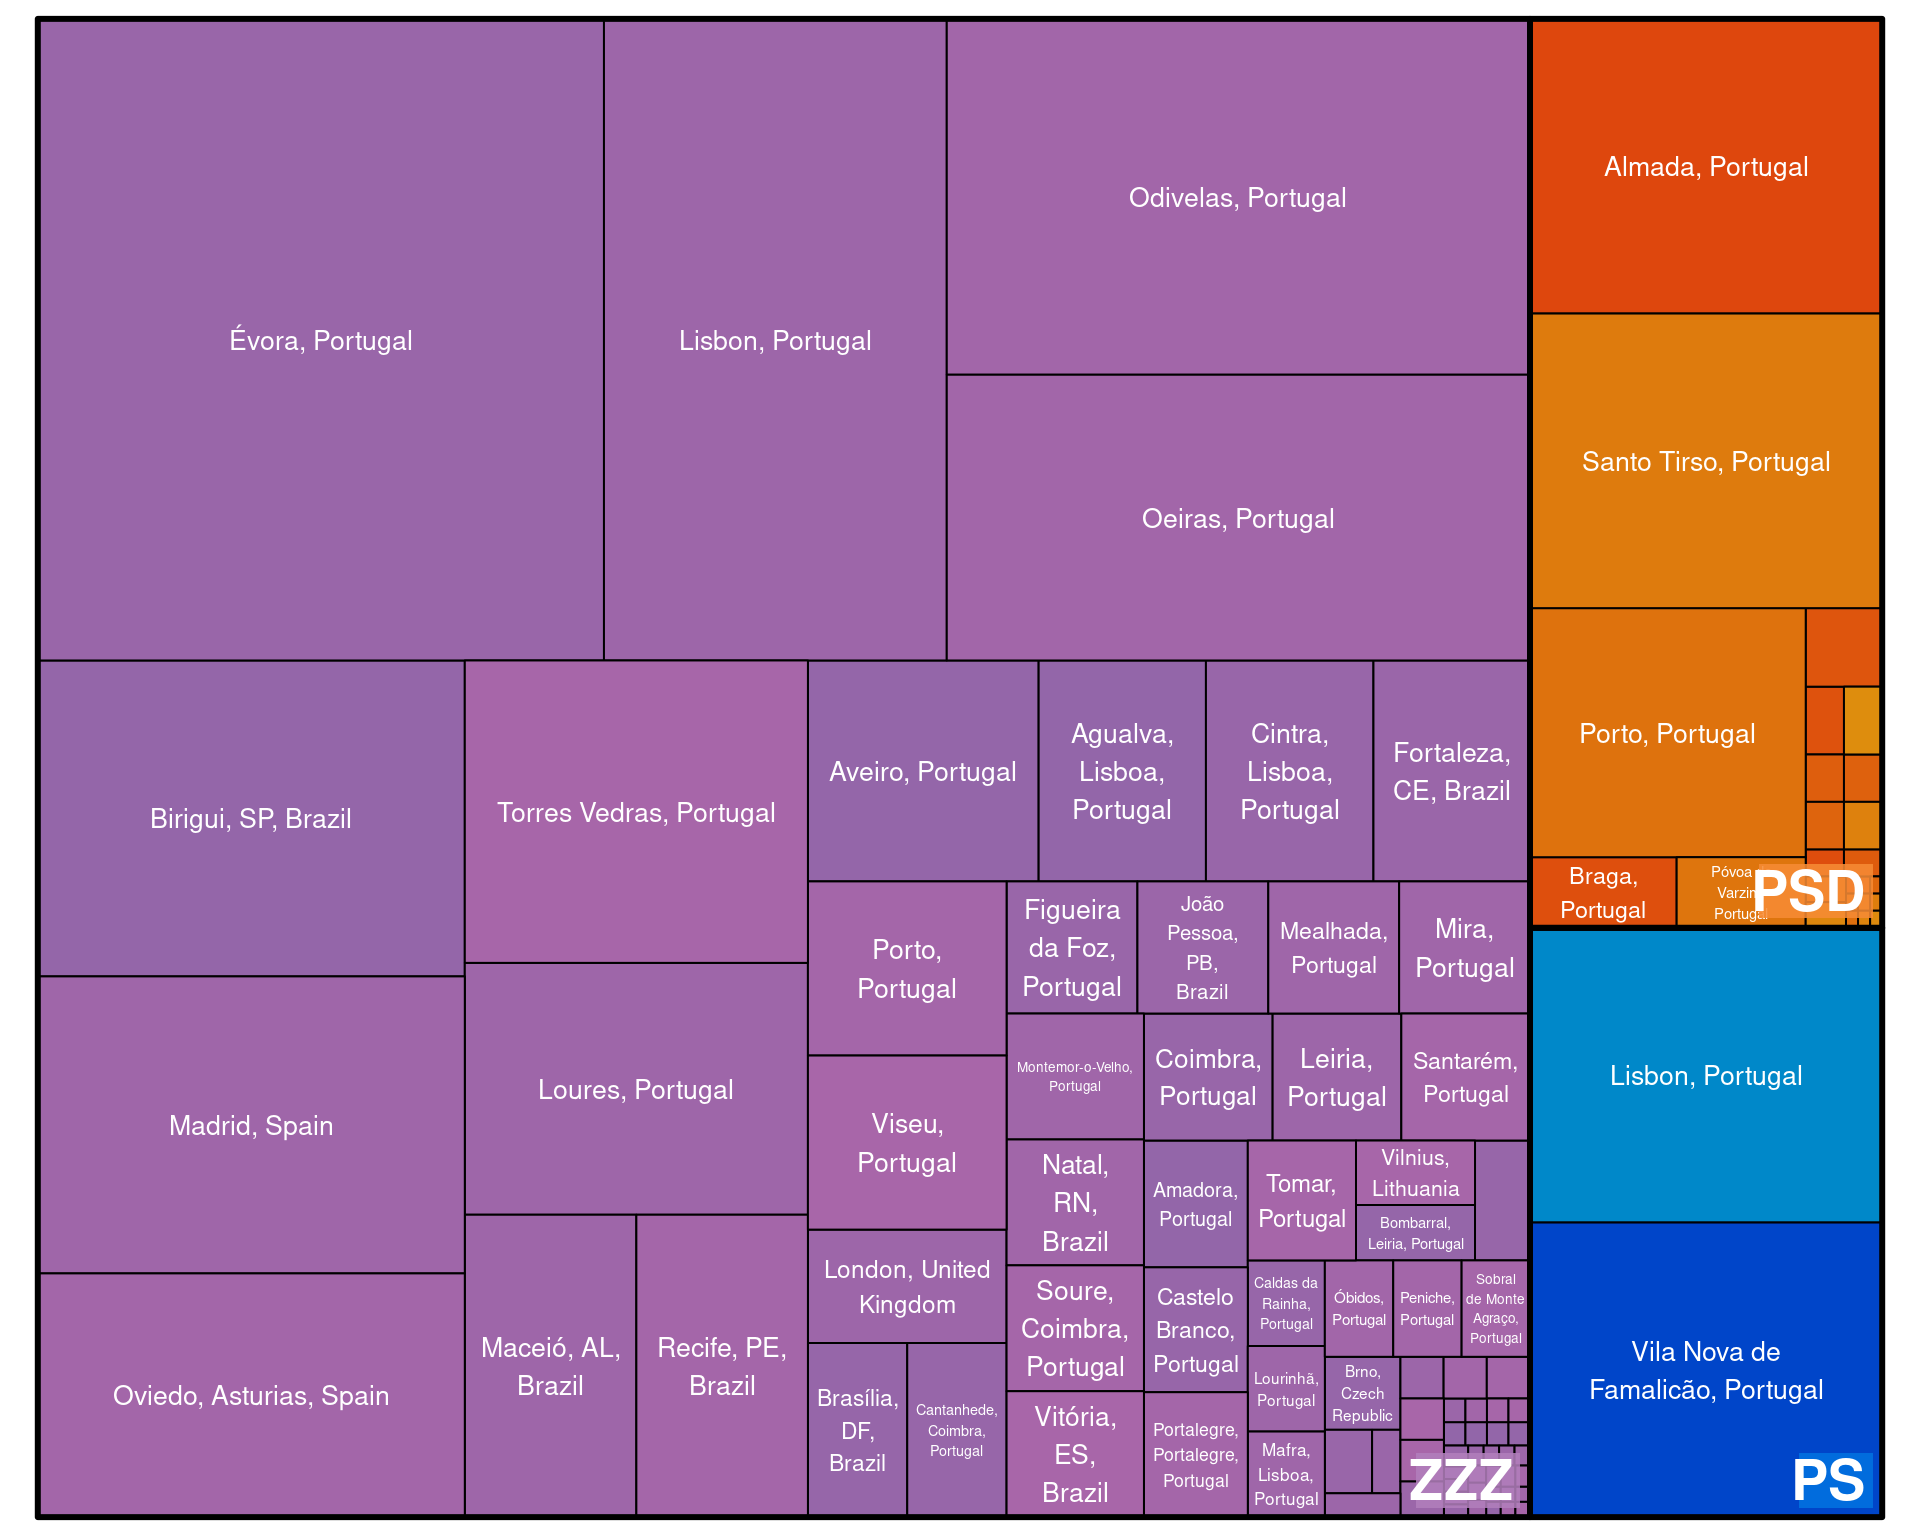 Évora, Portugal
Lisbon, Portugal
Odivelas, Portugal
Oeiras, Portugal
Birigui, SP, Brazil
Madrid, Spain
Oviedo, Asturias, Spain
Torres Vedras, Portugal
Loures, Portugal
Maceió, AL,
Brazil
Recife, PE,
Brazil
Aveiro, Portugal
Agualva,
Lisboa,
Portugal
Cintra,
Lisboa,
Portugal
Fortaleza,
CE, Brazil
Porto,
Portugal
Viseu,
Portugal
London, United
Kingdom
Brasília,
DF,
Brazil
Cantanhede,
Coimbra,
Portugal
Figueira
da Foz,
Portugal
João
Pessoa,
PB,
Brazil
Mealhada,
Portugal
Mira,
Portugal
Montemor-o-Velho,
Portugal
Natal,
RN,
Brazil
Soure,
Coimbra,
Portugal
Vitória,
ES,
Brazil
Coimbra,
Portugal
Leiria,
Portugal
Santarém,
Portugal
Amadora,
Portugal
Castelo
Branco,
Portugal
Portalegre,
Portalegre,
Portugal
Tomar,
Portugal
Vilnius,
Lithuania
Bombarral,
Leiria, Portugal
Caldas da
Rainha,
Portugal
Lourinhã,
Portugal
Mafra,
Lisboa,
Portugal
Óbidos,
Portugal
Peniche,
Portugal
Sobral
de Monte
Agraço,
Portugal
Brno,
Czech
Republic
ZZZ
Almada, Portugal
Santo Tirso, Portugal
Porto, Portugal
Braga,
Portugal
Póvoa
Varzim
Portugal
PSD
Lisbon, Portugal
Vila Nova de
Famalicão, Portugal
PS